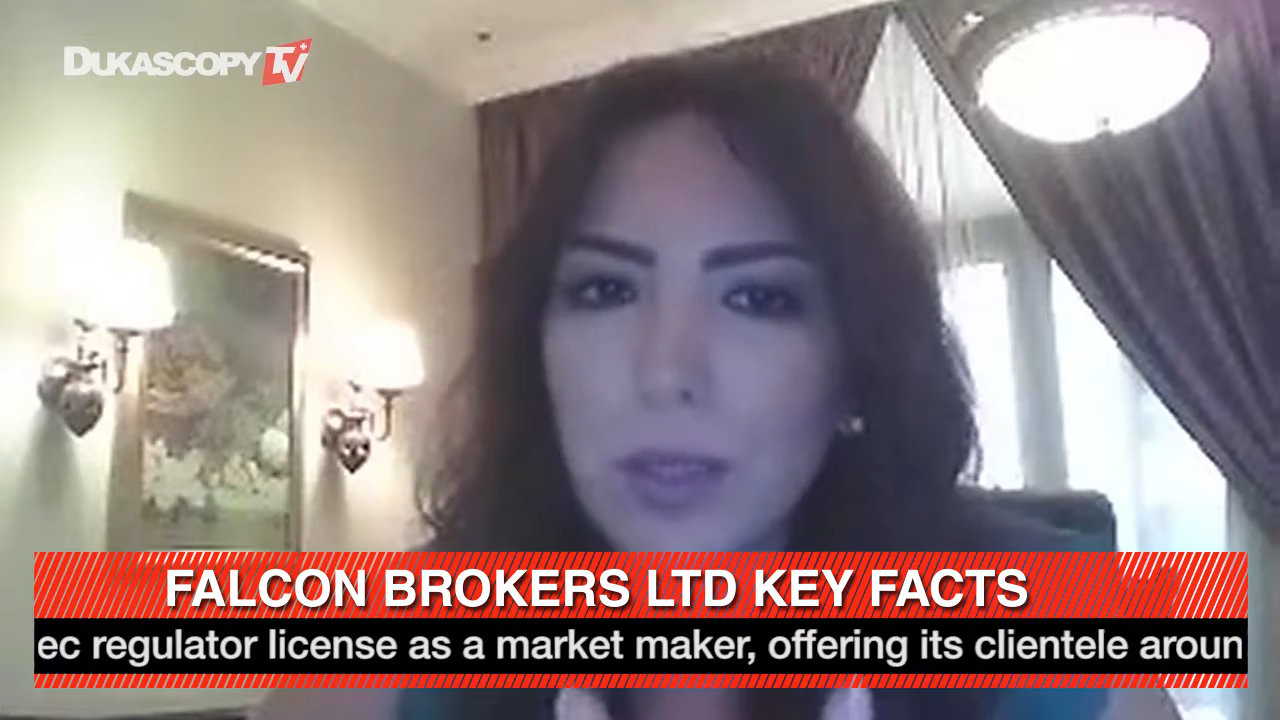 DUKASCOPY TV
FALCON BROKERS LTD KEY FACTS
ec regulator license as a market maker, offering its clientele aroun